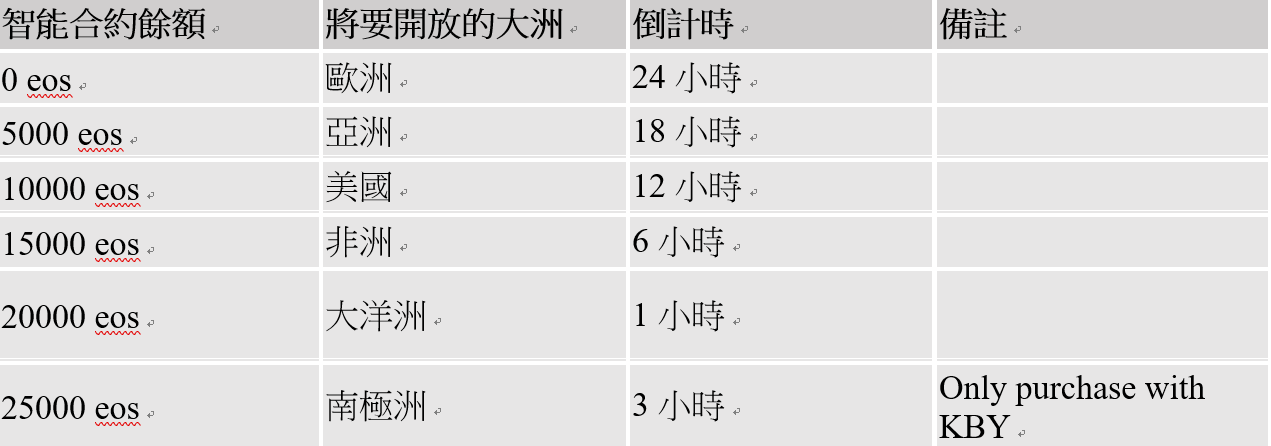 智能合約餘額 將要開放的大洲 倒計時 備註
0 eos 歐洲 24 小時
5000 eos 亞洲 18 小時
10000 eos 美國 12 小時
15000 eos 非洲 6 小時
20000 eos 大洋洲 1 小時
25000 eos 南極洲 3 小時 Only purchase with
KBY